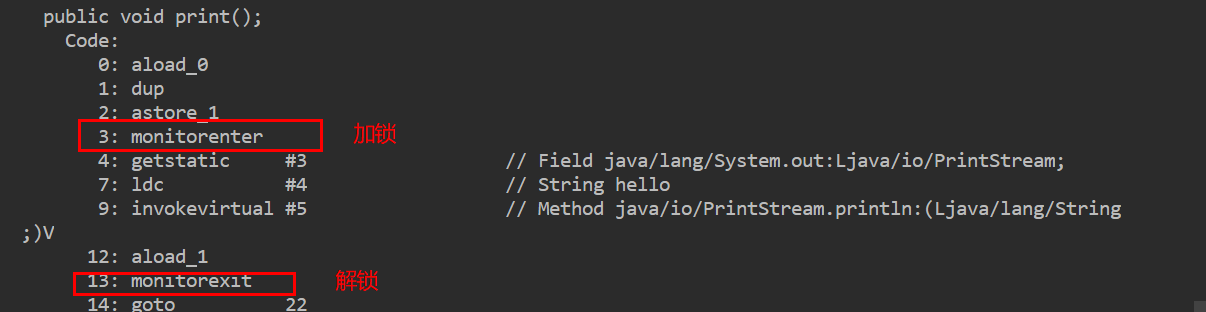 public void print();
Code:
0: aload_0
1: dup
2: astore_1
3: monitorenter 加锁
4: getstatic #3 // Field java/lang/System.out:Ljava/io/PrintStream;
7: ldc #4 // String hello
9: invokevirtual #5 // Method java/io/PrintStream.println:(Ljava/lang/String
;)V
12: aload_1
13: monitorexit 解锁
14: goto 22